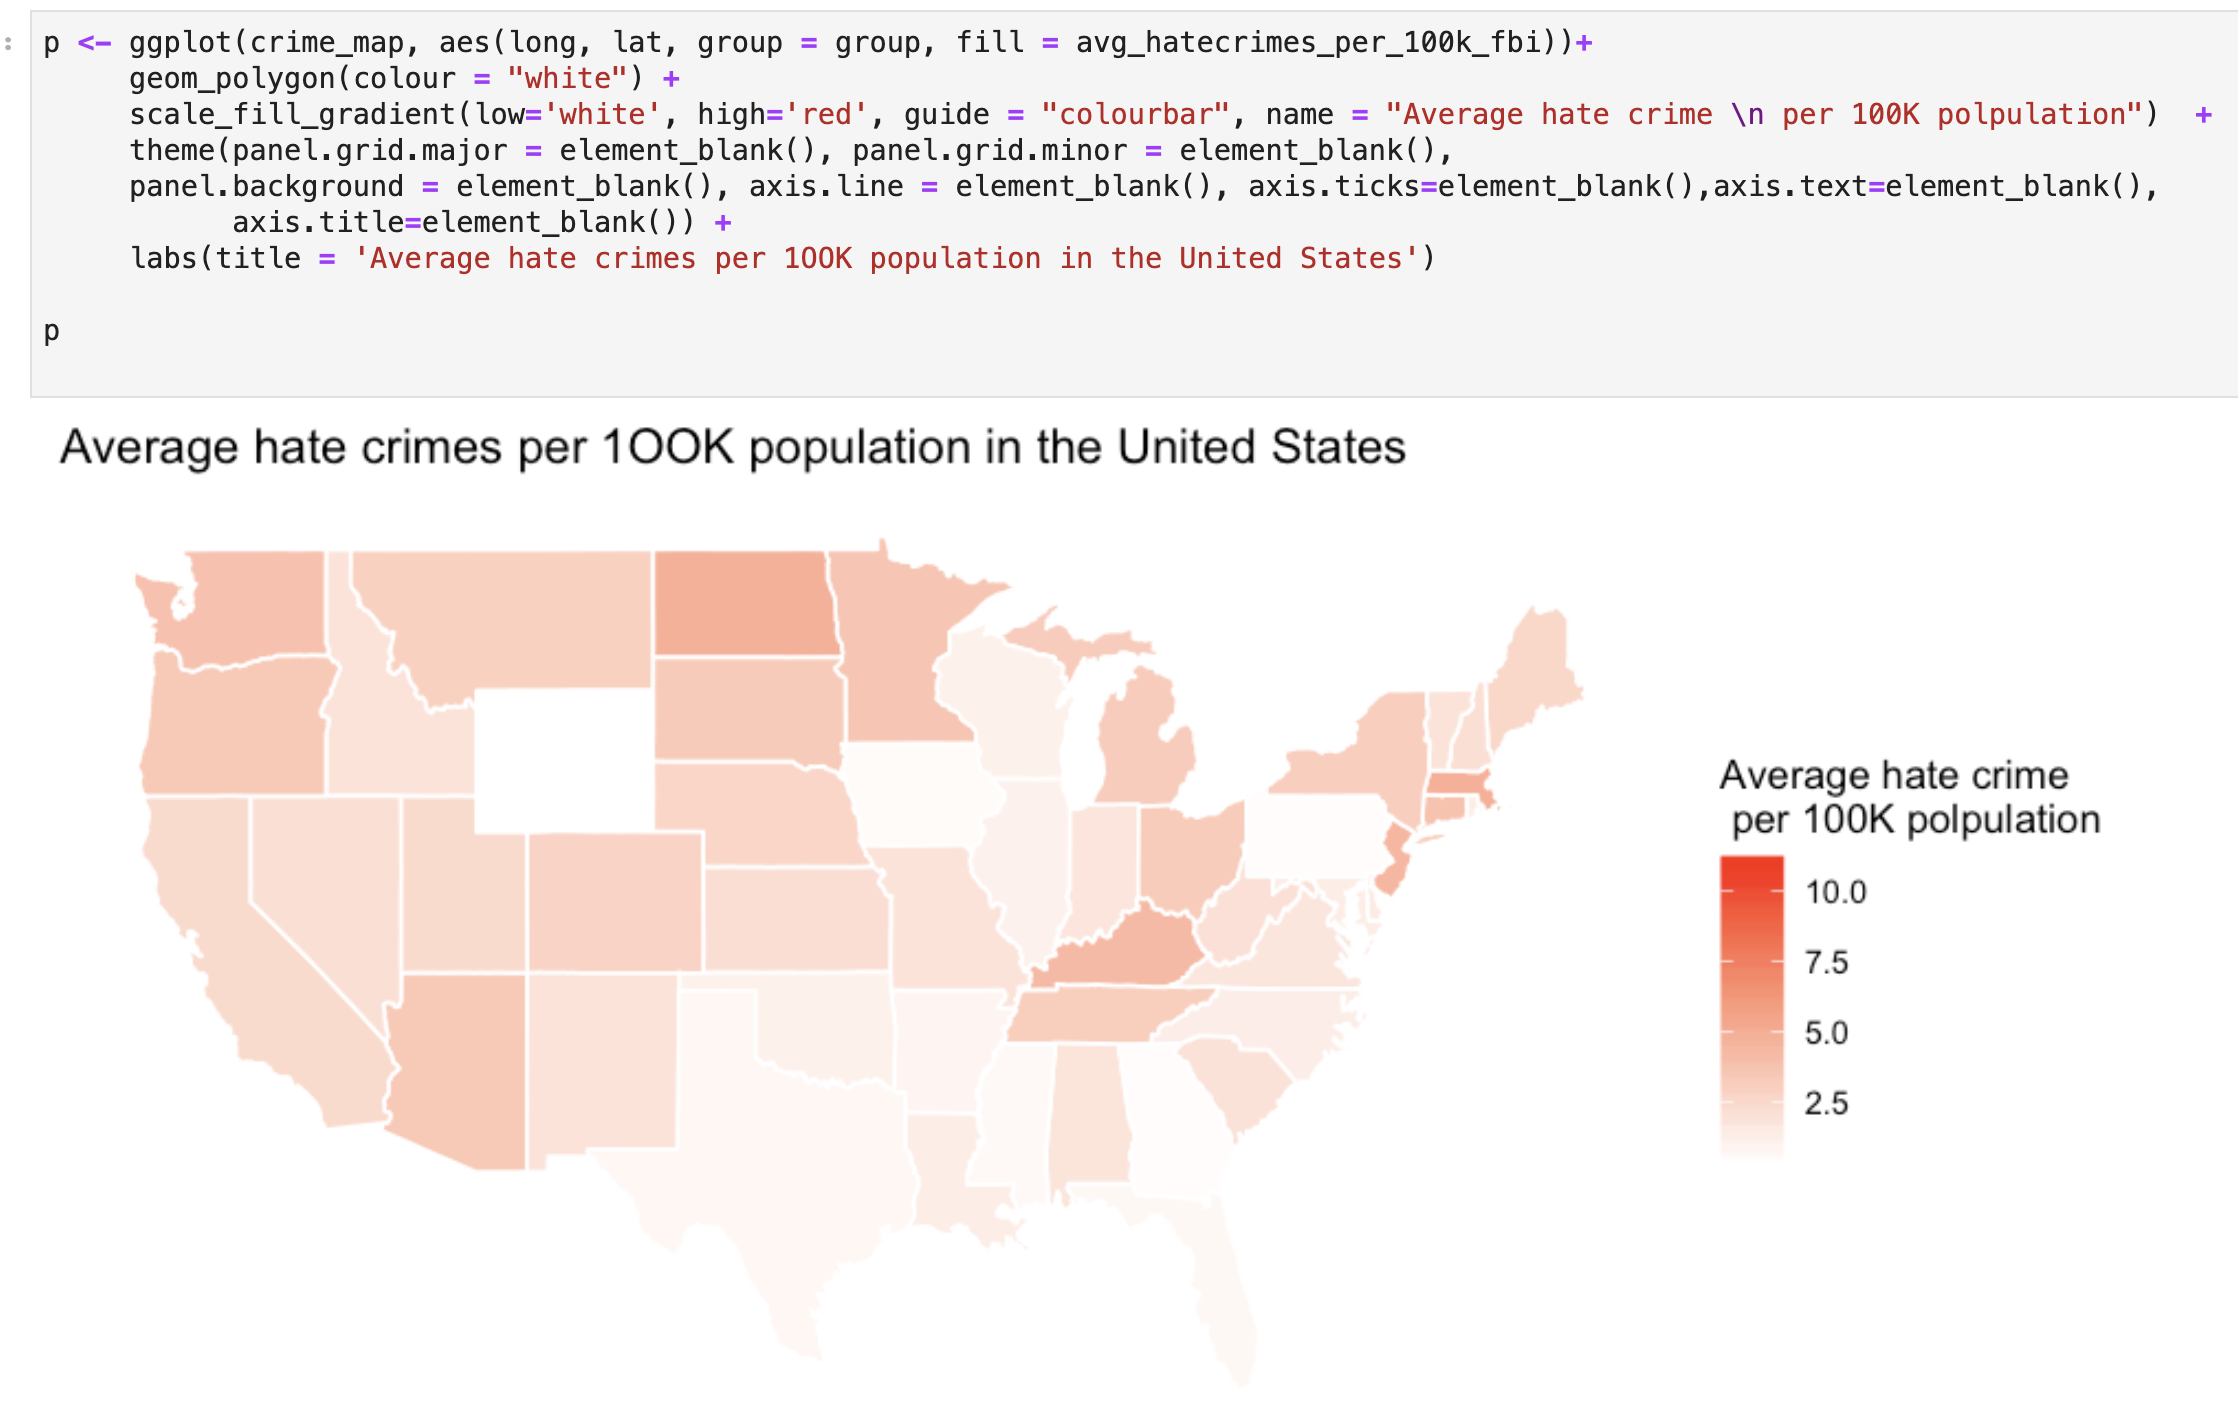 :
p <- ggplot(crime_map, aes(long, lat, group = group, fill = avg_hatecrimes_per_100k_fbi))+
geom_polygon(colour = "white") +
scale_fill_gradient(low='white', high='red', guide = "colourbar", name = "Average hate crime \n per 100K polpulation")  +
theme(panel.grid.major = element_blank(), panel.grid.minor = element_blank(),
panel.background = element_blank(), axis.line = element_blank(), axis.ticks=element_blank(),axis.text=element_blank(),
axis.title=element_blank()) +
labs(title = 'Average hate crimes per 1OOK population in the United States')
p
Average hate crimes per 1OOK population in the United States
Average hate crime
per 100K polpulation
10.0
7.5
5.0
2.5